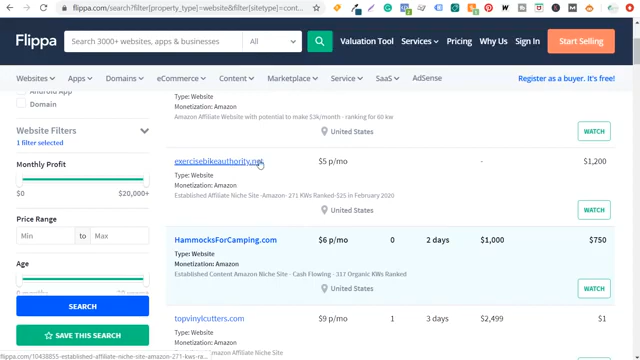 flippa.com/search?filter[property_type]=website&filter[sitetype]=cont...
Flippa
Search 3000+ websites, apps & businesses
All
Valuation Tool
Services
Pricing
Why Us
Sign In
Start Selling
Websites
Apps
Domains
eCommerce
Content
Marketplace
Service
SaaS
AdSense
Register as a buyer. It's free!
Android App
Domain
Website Filters
1 filter selected
Monthly Profit
$0
$20,000+
Price Range
Min
to
Max
Age
SEARCH
SAVE THIS SEARCH
Type: Website
Monetization: Amazon
Amazon Affiliate Website with potential to make $3k/month - ranking for 60 kw
United States
WATCH
exercisebikeauthority.net
$5 p/mo
-
$1,200
Type: Website
Monetization: Amazon
Established Affiliate Niche Site-Amazon- 271 KWs Ranked-$25 in February 2020
United States
WATCH
HammocksForCamping.com
$6 p/mo
0
2 days
$1,000
$750
Type: Website
Monetization: Amazon
Established Content Amazon Niche Site - Cash Flowing - 317 Organic KWs Ranked
United States
WATCH
topvinylcutters.com
$9 p/mo
1
3 days
$2,499
$1
Type: Website
Amazon
United States
https://flippa.com/10438855-established-affiliate-niche-site-amazon-271-kws-ra...